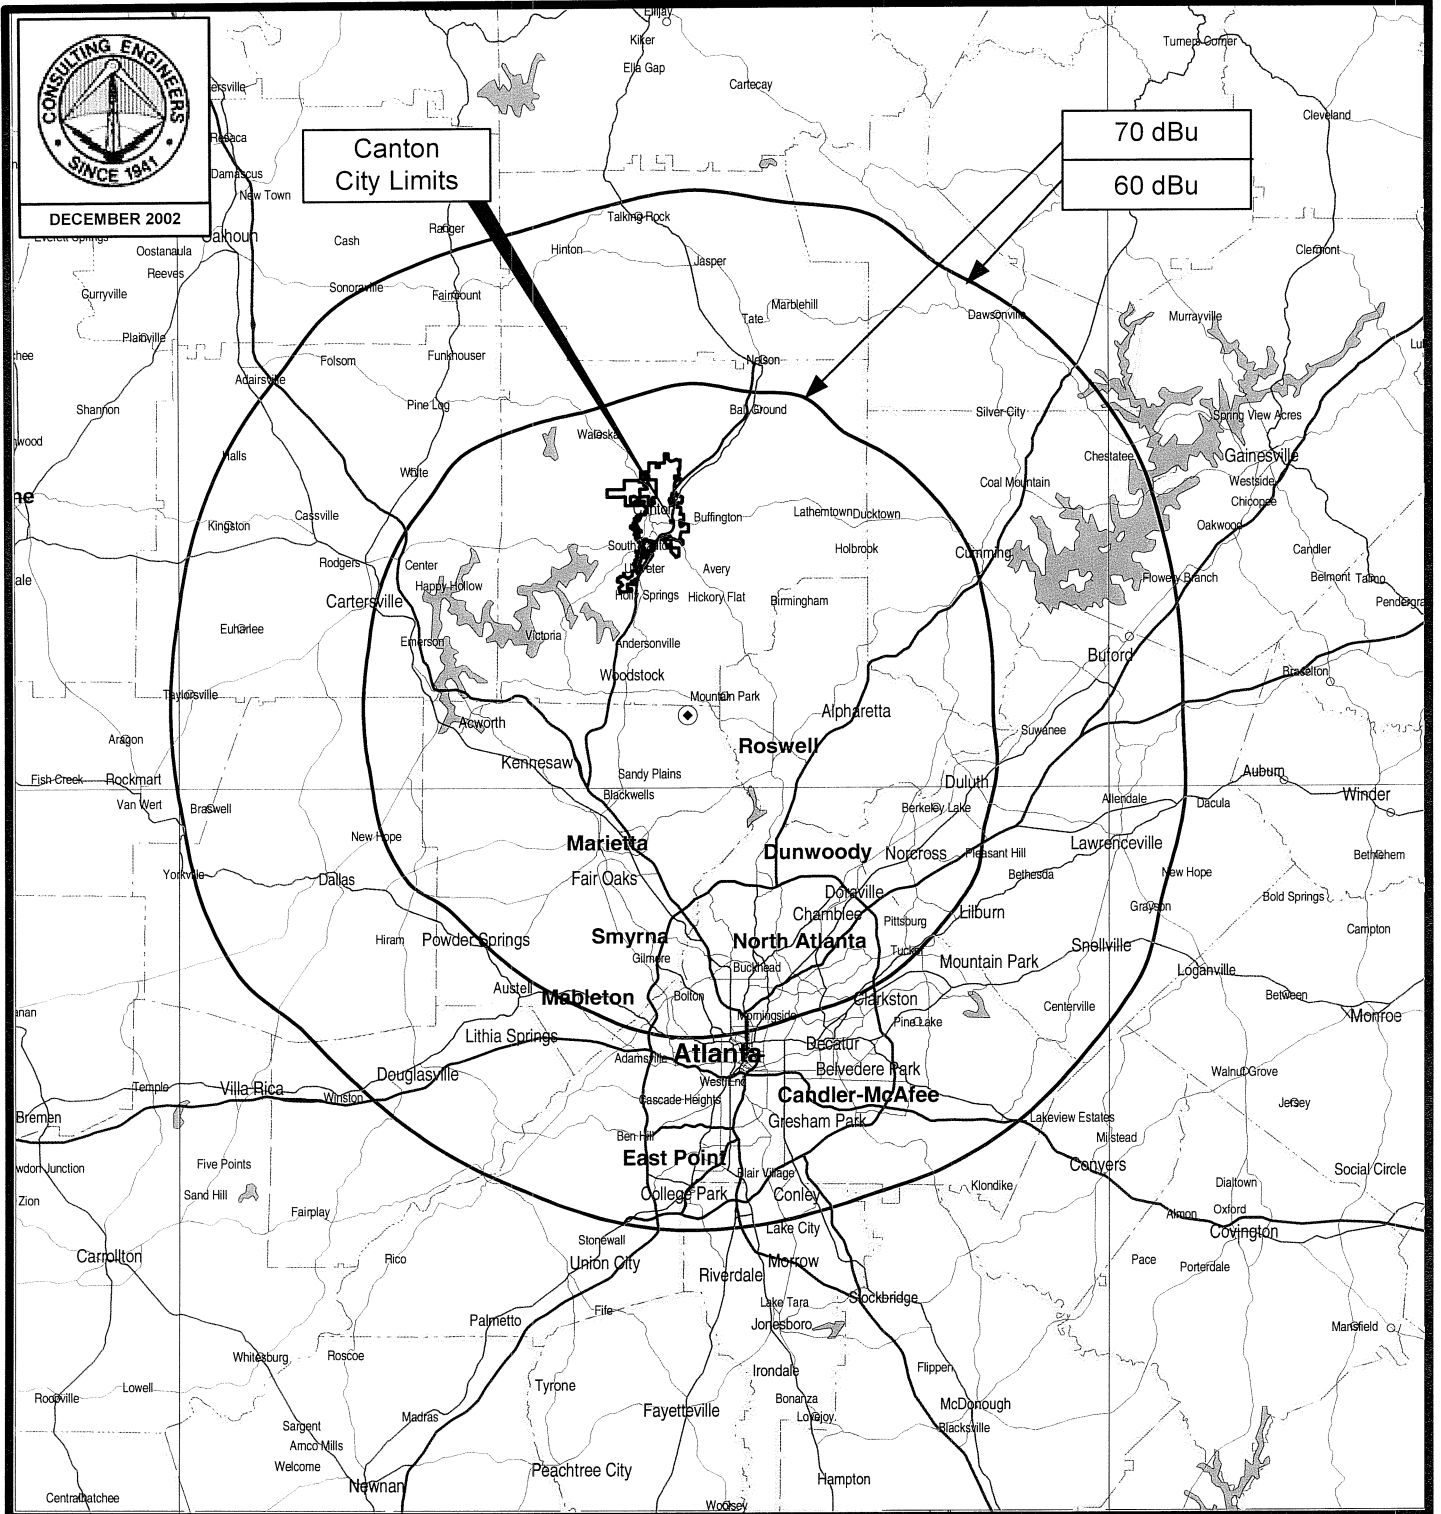 CONSULTING ENGINEERS
SINCE 1941
DECEMBER 2002
Canton
City Limits
70 dBu
60 dBu
Ellijay
Kiker
Ella Gap
Cartecay
Turners Corner
Cleveland
Resaca
Damascus
New Town
Talking Rock
Ranger
Cash
Oostanaula
Hinton
Jasper
Clermont
Reeves
Curryville
Sonoraville
Fairmount
Marblehill
Tate
Dawsonville
Murrayville
Plainville
Folsom
Funkhouser
Nelson
Adairsville
Shannon
Pine Log
Ball Ground
Silver City
Spring View Acres
Waleska
Halls
White
Chestatee
Gainesville
Coal Mountain
Westside
Chicopee
Kingston
Cassville
Canton
Buffington
Lathemtown
Ducktown
Oakwood
Holbrook
Cumming
Candler
Rodgers
Center
Avery
Flowery Branch
Belmont
Talmo
Happy Hollow
Cartersville
Holly Springs
Hickory Flat
Birmingham
Euharlee
Emerson
Victoria
Andersonville
Buford
Braselton
Woodstock
Taylorsville
Mountain Park
Alpharetta
Acworth
Suwanee
Aragon
Roswell
Kennesaw
Sandy Plains
Fish Creek
Rockmart
Blackwells
Duluth
Auburn
Winder
Van Wert
Braswell
Berkeley Lake
Allendale
Dacula
New Hope
Marietta
Dunwoody
Norcross
Pleasant Hill
Lawrenceville
Bethlehem
Yorkville
Dallas
Fair Oaks
Doraville
Bethesda
New Hope
Bold Springs
Chamblee
Pittsburg
Lilburn
Grayson
Campton
Hiram
Powder Springs
Smyrna
North Atlanta
Tucker
Snellville
Gilmore
Buckhead
Mountain Park
Loganville
Austell
Mableton
Bolton
Clarkston
Centerville
Between
Morningside
Pine Lake
Monroe
Lithia Springs
Atlanta
Decatur
Adamsville
Belvedere Park
Walnut Grove
Douglasville
West End
Temple
Villa Rica
Winston
Cascade Heights
Candler-McAfee
Jersey
Bremen
Gresham Park
Lakeview Estates
Ben Hill
Milstead
Five Points
East Point
Blair Village
Conyers
Social Circle
Zion
Sand Hill
College Park
Conley
Klondike
Dialtown
Fairplay
Almon
Oxford
Lake City
Covington
Stonewall
Carrollton
Rico
Union City
Riverdale
Morrow
Pace
Porterdale
Fife
Lake Tara
Stockbridge
Palmetto
Jonesboro
Mansfield
Whitesburg
Roscoe
Irondale
Flippen
Lowell
Roopville
Tyrone
Bonanza
McDonough
Madras
Fayetteville
Lovejoy
Blacksville
Sargent
Amco Mills
Welcome
Peachtree City
Hampton
Newnan
Centralhatchee
Woolsey